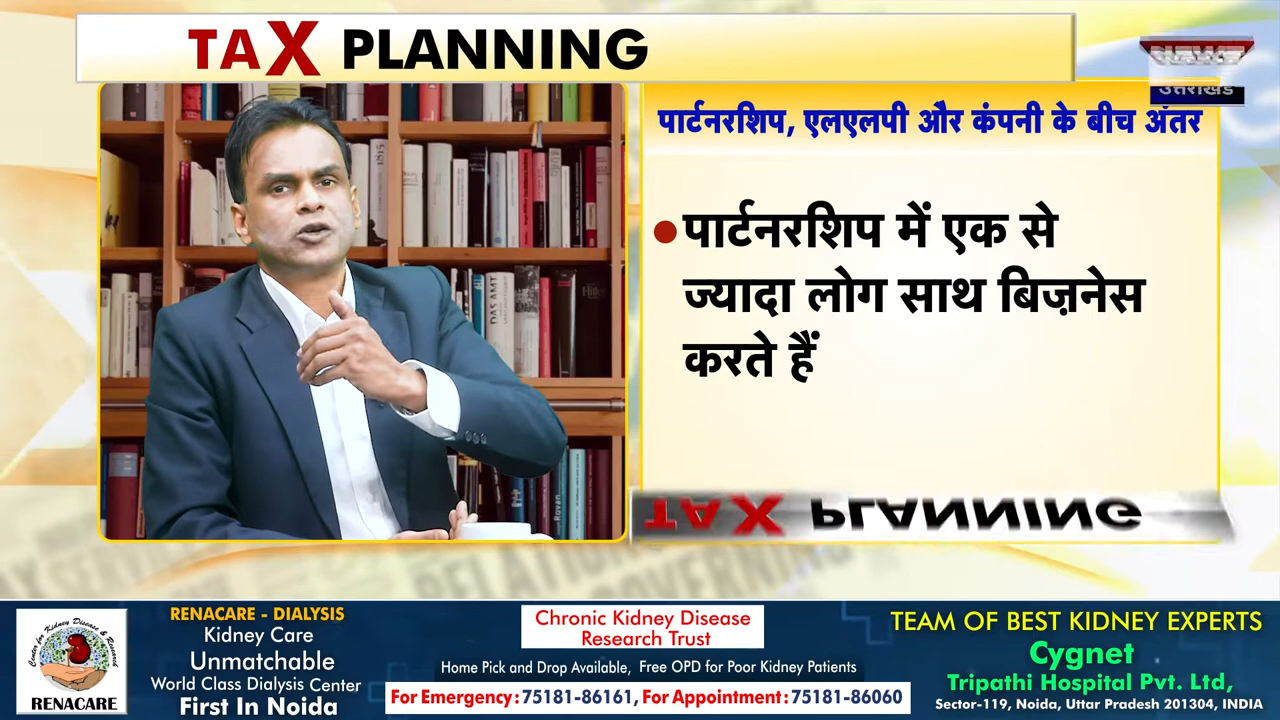 TAX PLANNING
उत्तराखंड
पार्टनरशिप, एलएलपी और कंपनी के बीच अंतर
पार्टनरशिप में एक से
ज्यादा लोग साथ बिज़नेस
करते हैं
DAS AMT
Rovan
TAX PLANNING
RENACARE
RENACARE - DIALYSIS
Kidney Care
Unmatchable
World Class Dialysis Center
First In Noida
Chronic Kidney Disease
Research Trust
Home Pick and Drop Available, Free OPD for Poor Kidney Patients
For Emergency : 75181-86161, For Appointment : 75181-86060
TEAM OF BEST KIDNEY EXPERTS
Cygnet
Tripathi Hospital Pvt. Ltd,
Sector-119, Noida, Uttar Pradesh 201304, INDIA